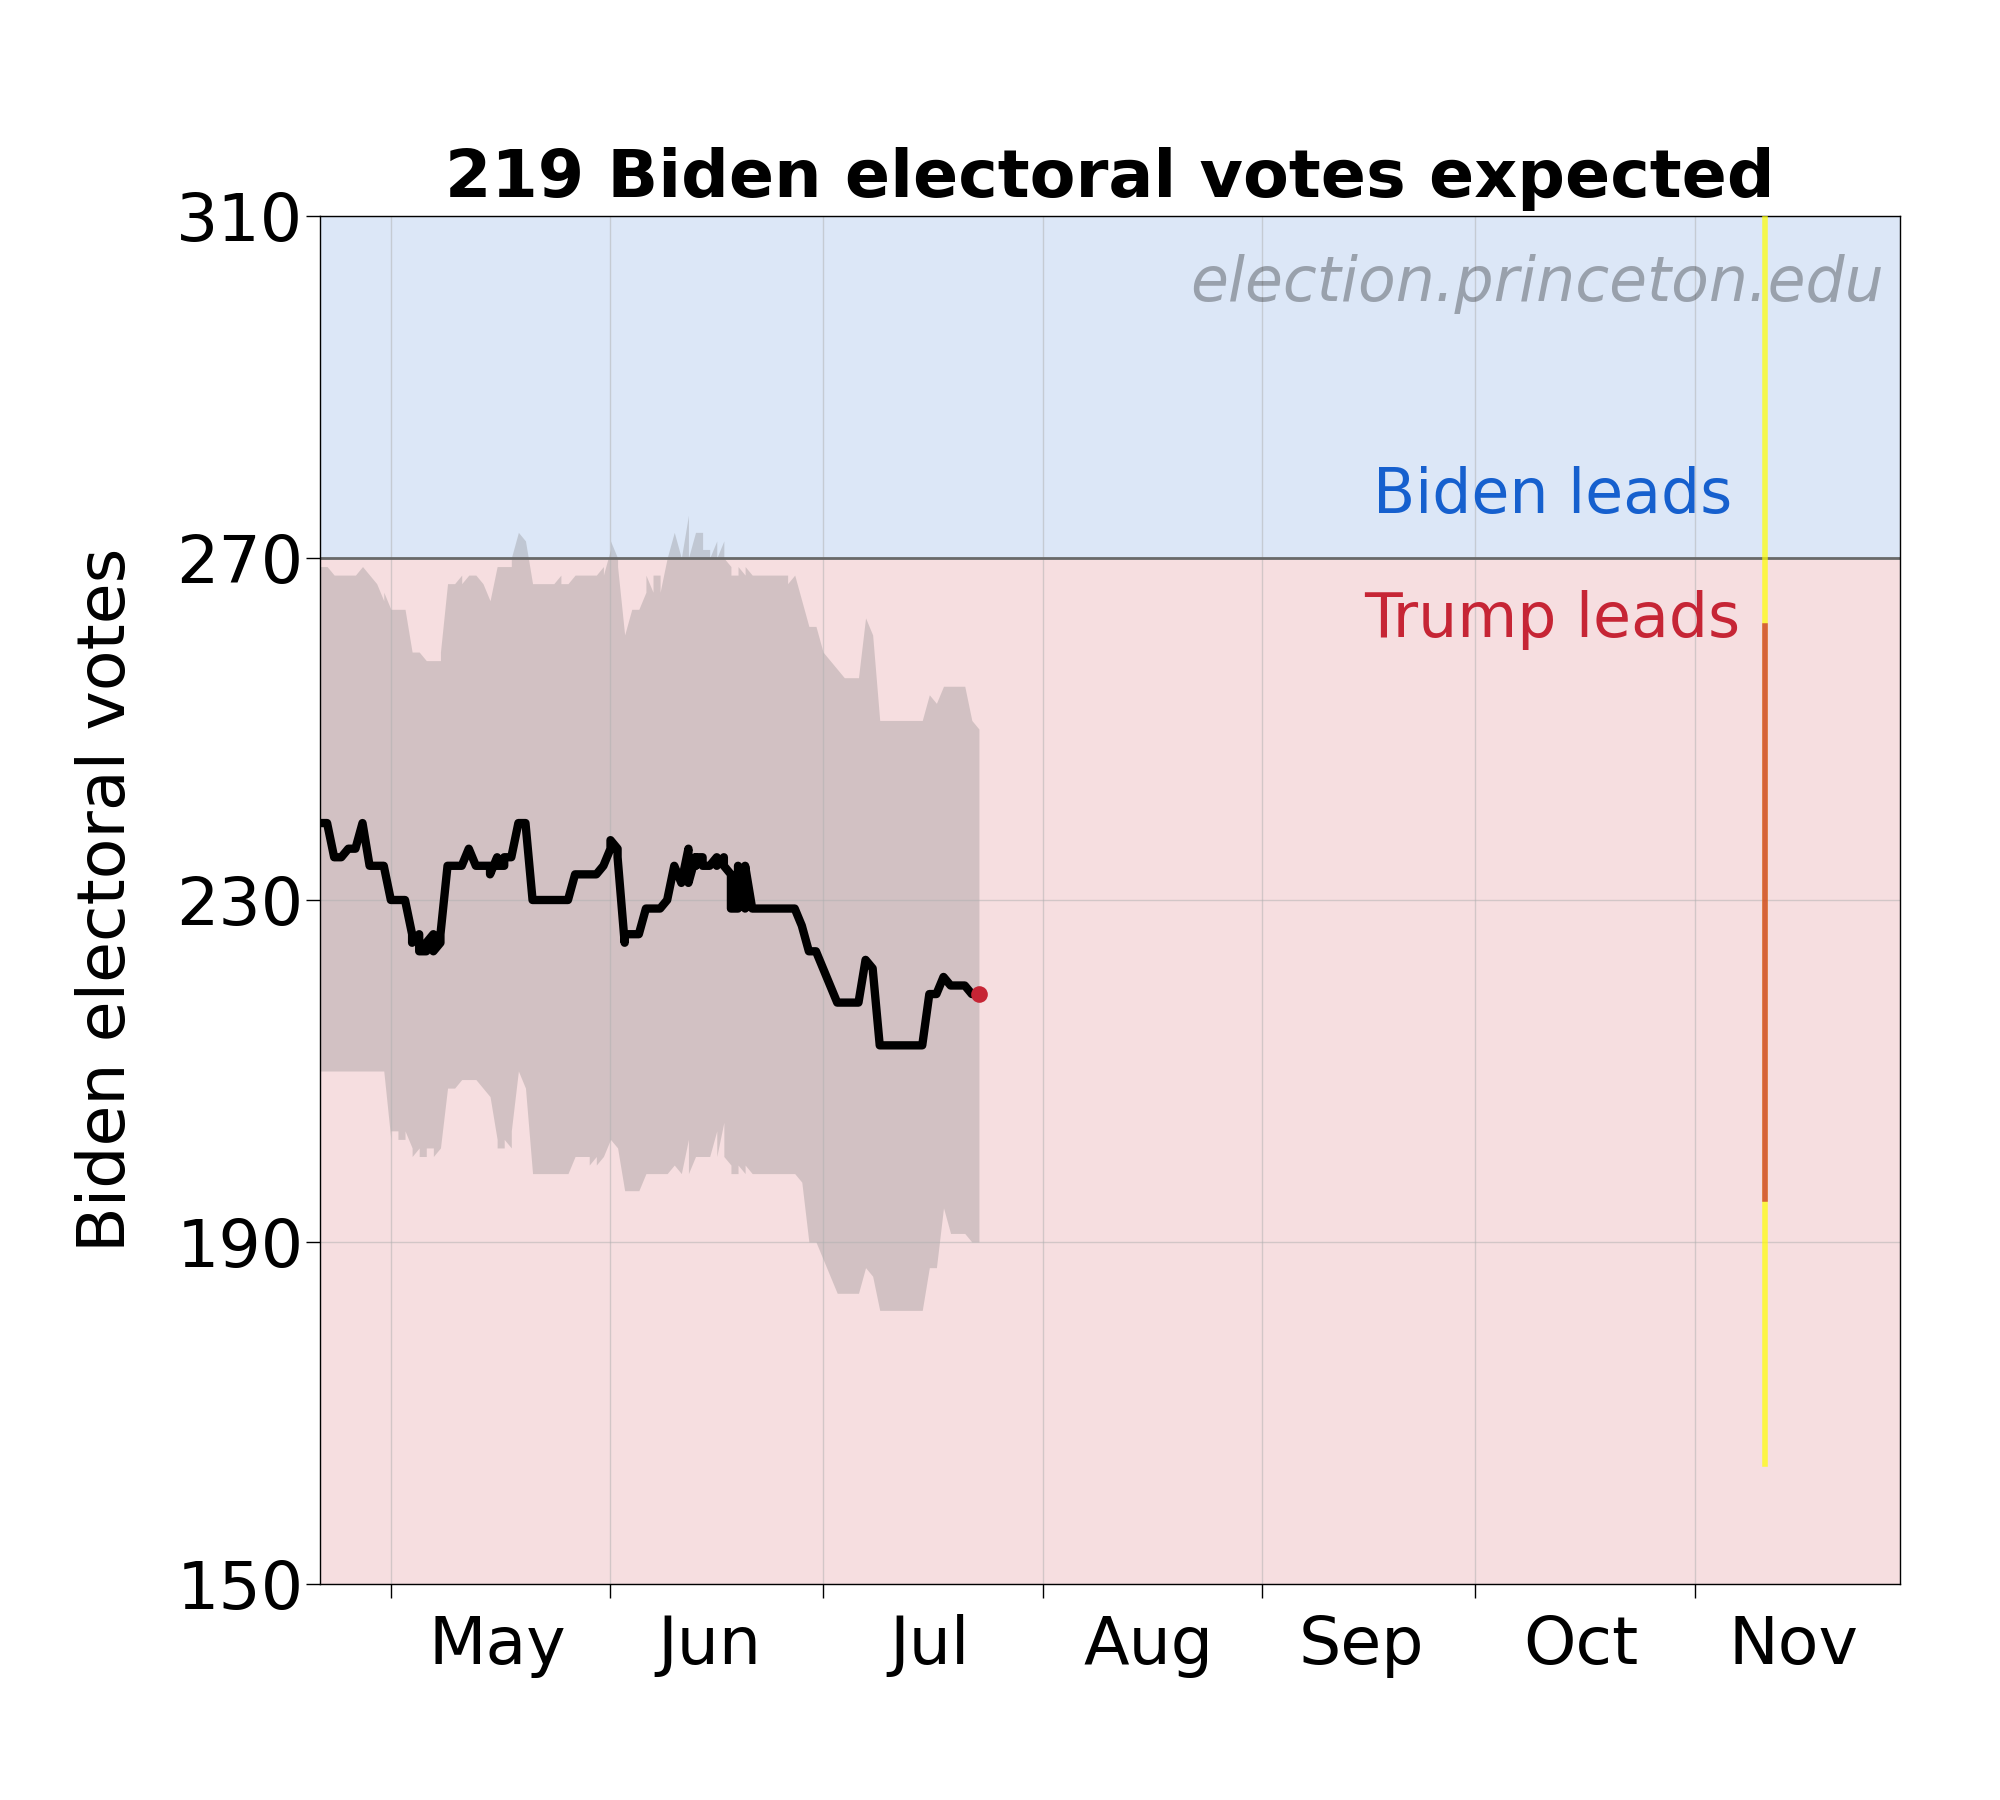 219 Biden electoral votes expected
310
election.princeton.edu
Biden leads
270
Trump leads
230
190
150
Biden electoral votes
May Jun Jul Aug Sep Oct Nov